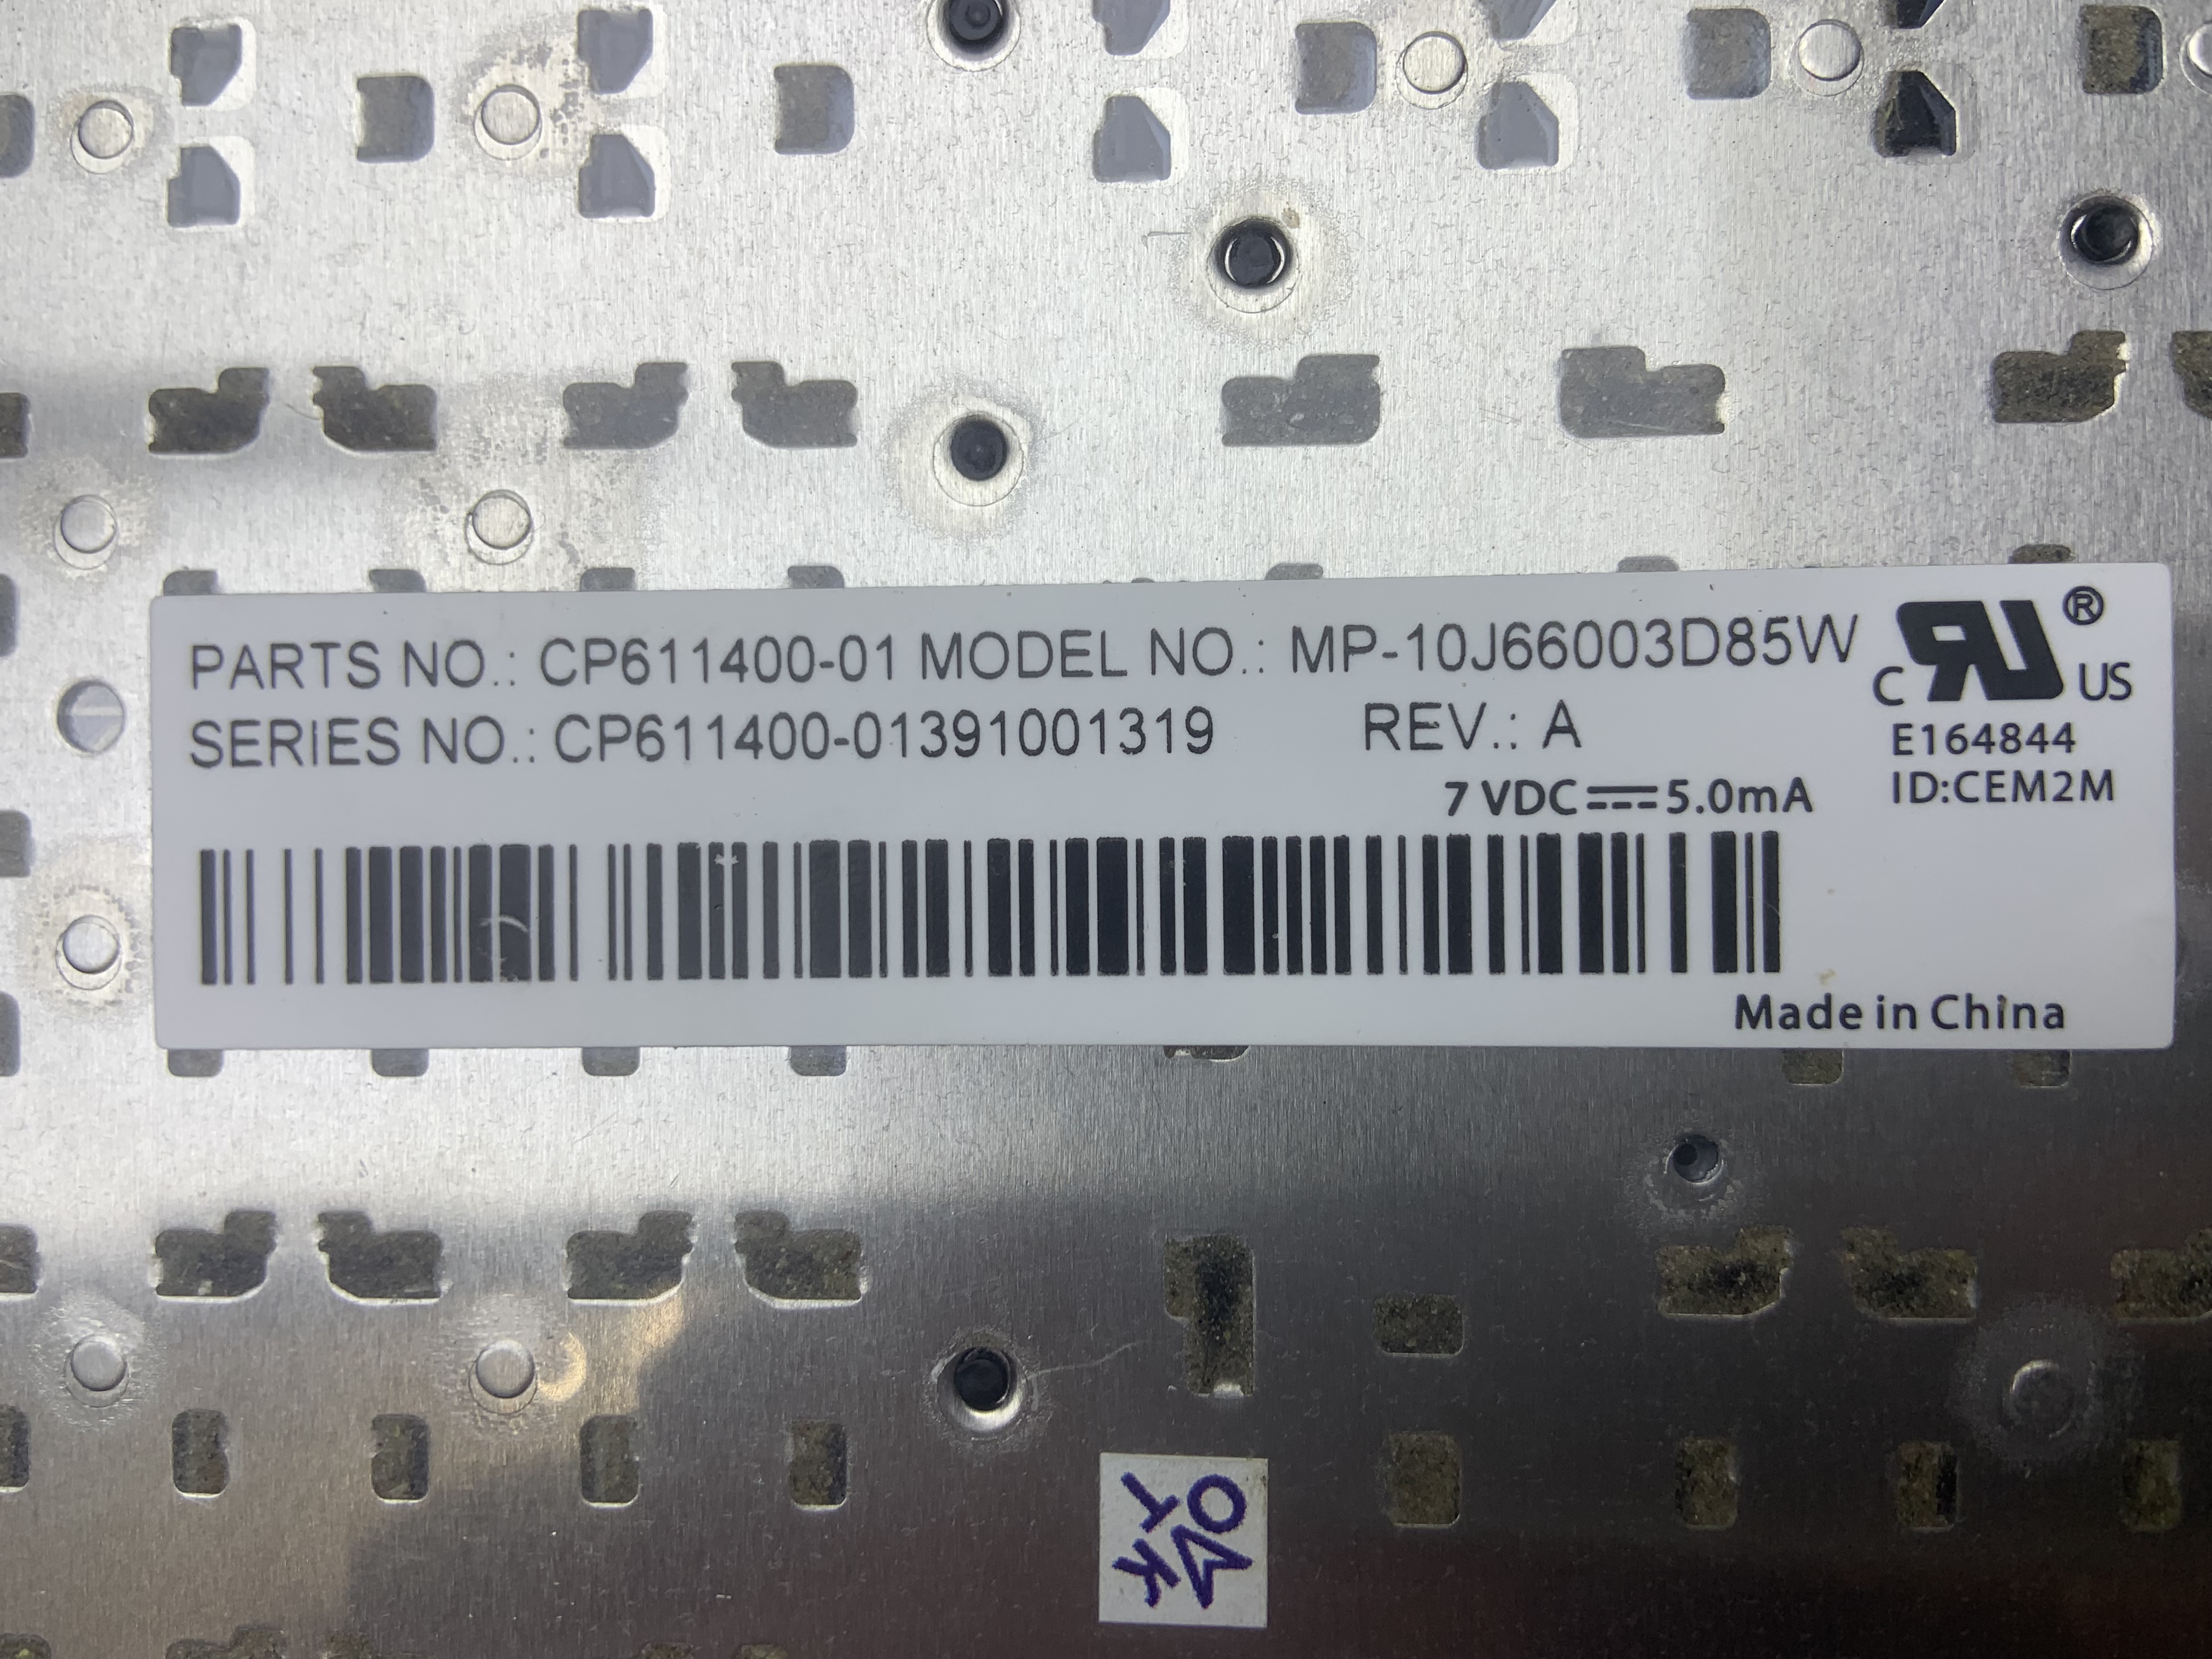 PARTS NO.: CP611400-01 MODEL NO.: MP-10J66003D85W
SERIES NO.: CP611400-01391001319 REV.: A
7 VDC⎓5.0mA
C RU US ®
E164844
ID:CEM2M
Made in China